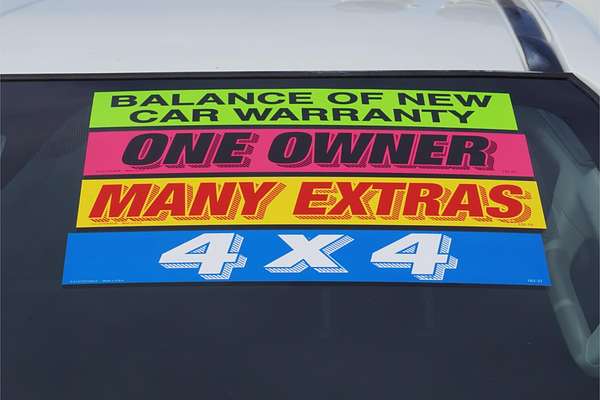 BALANCE OF NEW
CAR WARRANTY
ONE OWNER
MANY EXTRAS
4 X 4